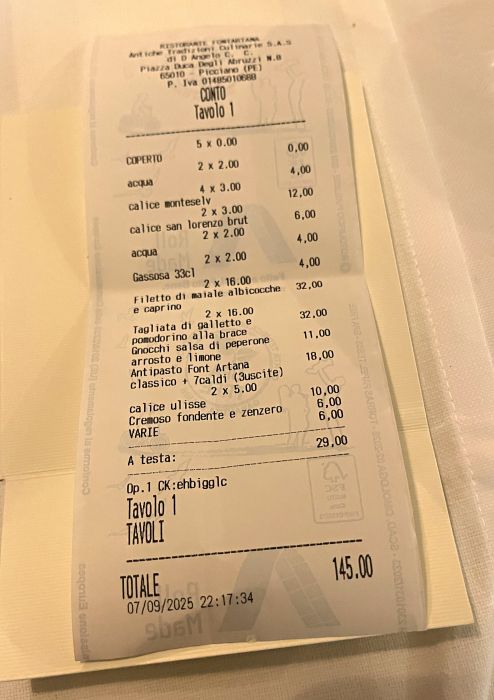 RISTORANTE FONTARTANA
Antiche Tradizioni Culinarie S.A.S
di D Angelo C. C.
Piazza Duca Degli Abruzzi N.8
65010 - Picciano (PE)
P. Iva 01485010688
CONTO
Tavolo 1
5 x 0.00
COPERTO 0,00
2 x 2.00
acqua 4,00
4 x 3.00
calice monteselv 12,00
2 x 3.00
calice san lorenzo brut 6,00
2 x 2.00
acqua 4,00
2 x 2.00
Gassosa 33cl 4,00
2 x 16.00
Filetto di maiale albicocche 32,00
e caprino
2 x 16.00
Tagliata di galletto e 32,00
pomodorino alla brace
Gnocchi salsa di peperone 11,00
arrosto e limone
Antipasto Font Artana 18,00
classico + 7caldi (3uscite)
2 x 5.00
calice ulisse 10,00
Cremoso fondente e zenzero 6,00
VARIE 6,00
A testa: 29,00
Op.1 CK:ehbigglc
Tavolo 1
TAVOLI
TOTALE 145.00
07/09/2025 22:17:34